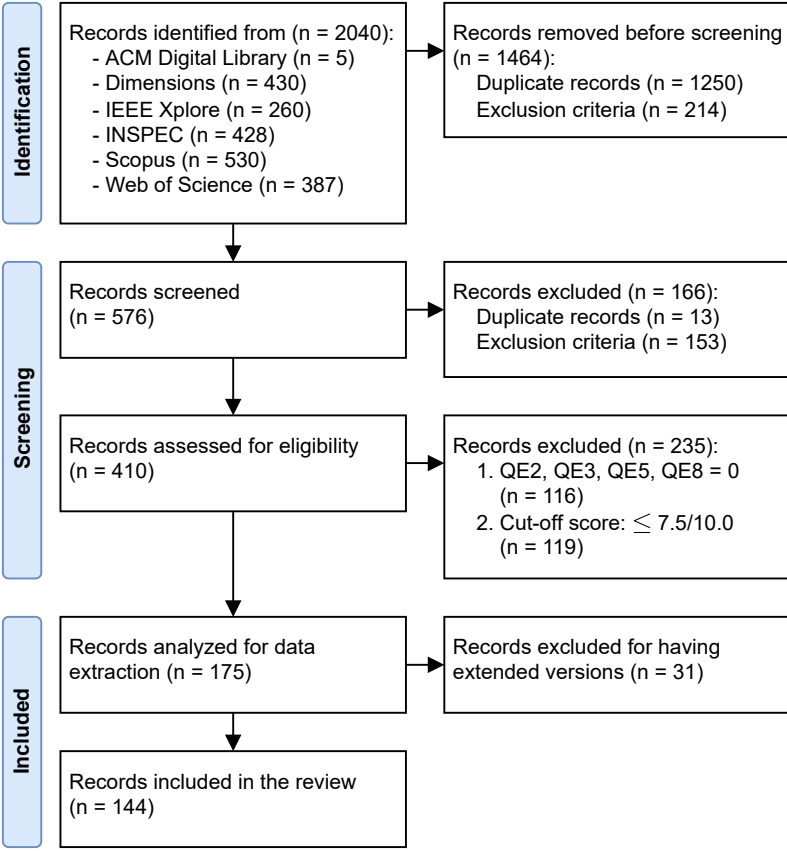 Identification
Records identified from (n = 2040):
- ACM Digital Library (n = 5)
- Dimensions (n = 430)
- IEEE Xplore (n = 260)
- INSPEC (n = 428)
- Scopus (n = 530)
- Web of Science (n = 387)
Records removed before screening
(n = 1464):
Duplicate records (n = 1250)
Exclusion criteria (n = 214)
Screening
Records screened
(n = 576)
Records excluded (n = 166):
Duplicate records (n = 13)
Exclusion criteria (n = 153)
Records assessed for eligibility
(n = 410)
Records excluded (n = 235):
1. QE2, QE3, QE5, QE8 = 0
(n = 116)
2. Cut-off score: ≤ 7.5/10.0
(n = 119)
Included
Records analyzed for data
extraction (n = 175)
Records excluded for having
extended versions (n = 31)
Records included in the review
(n = 144)